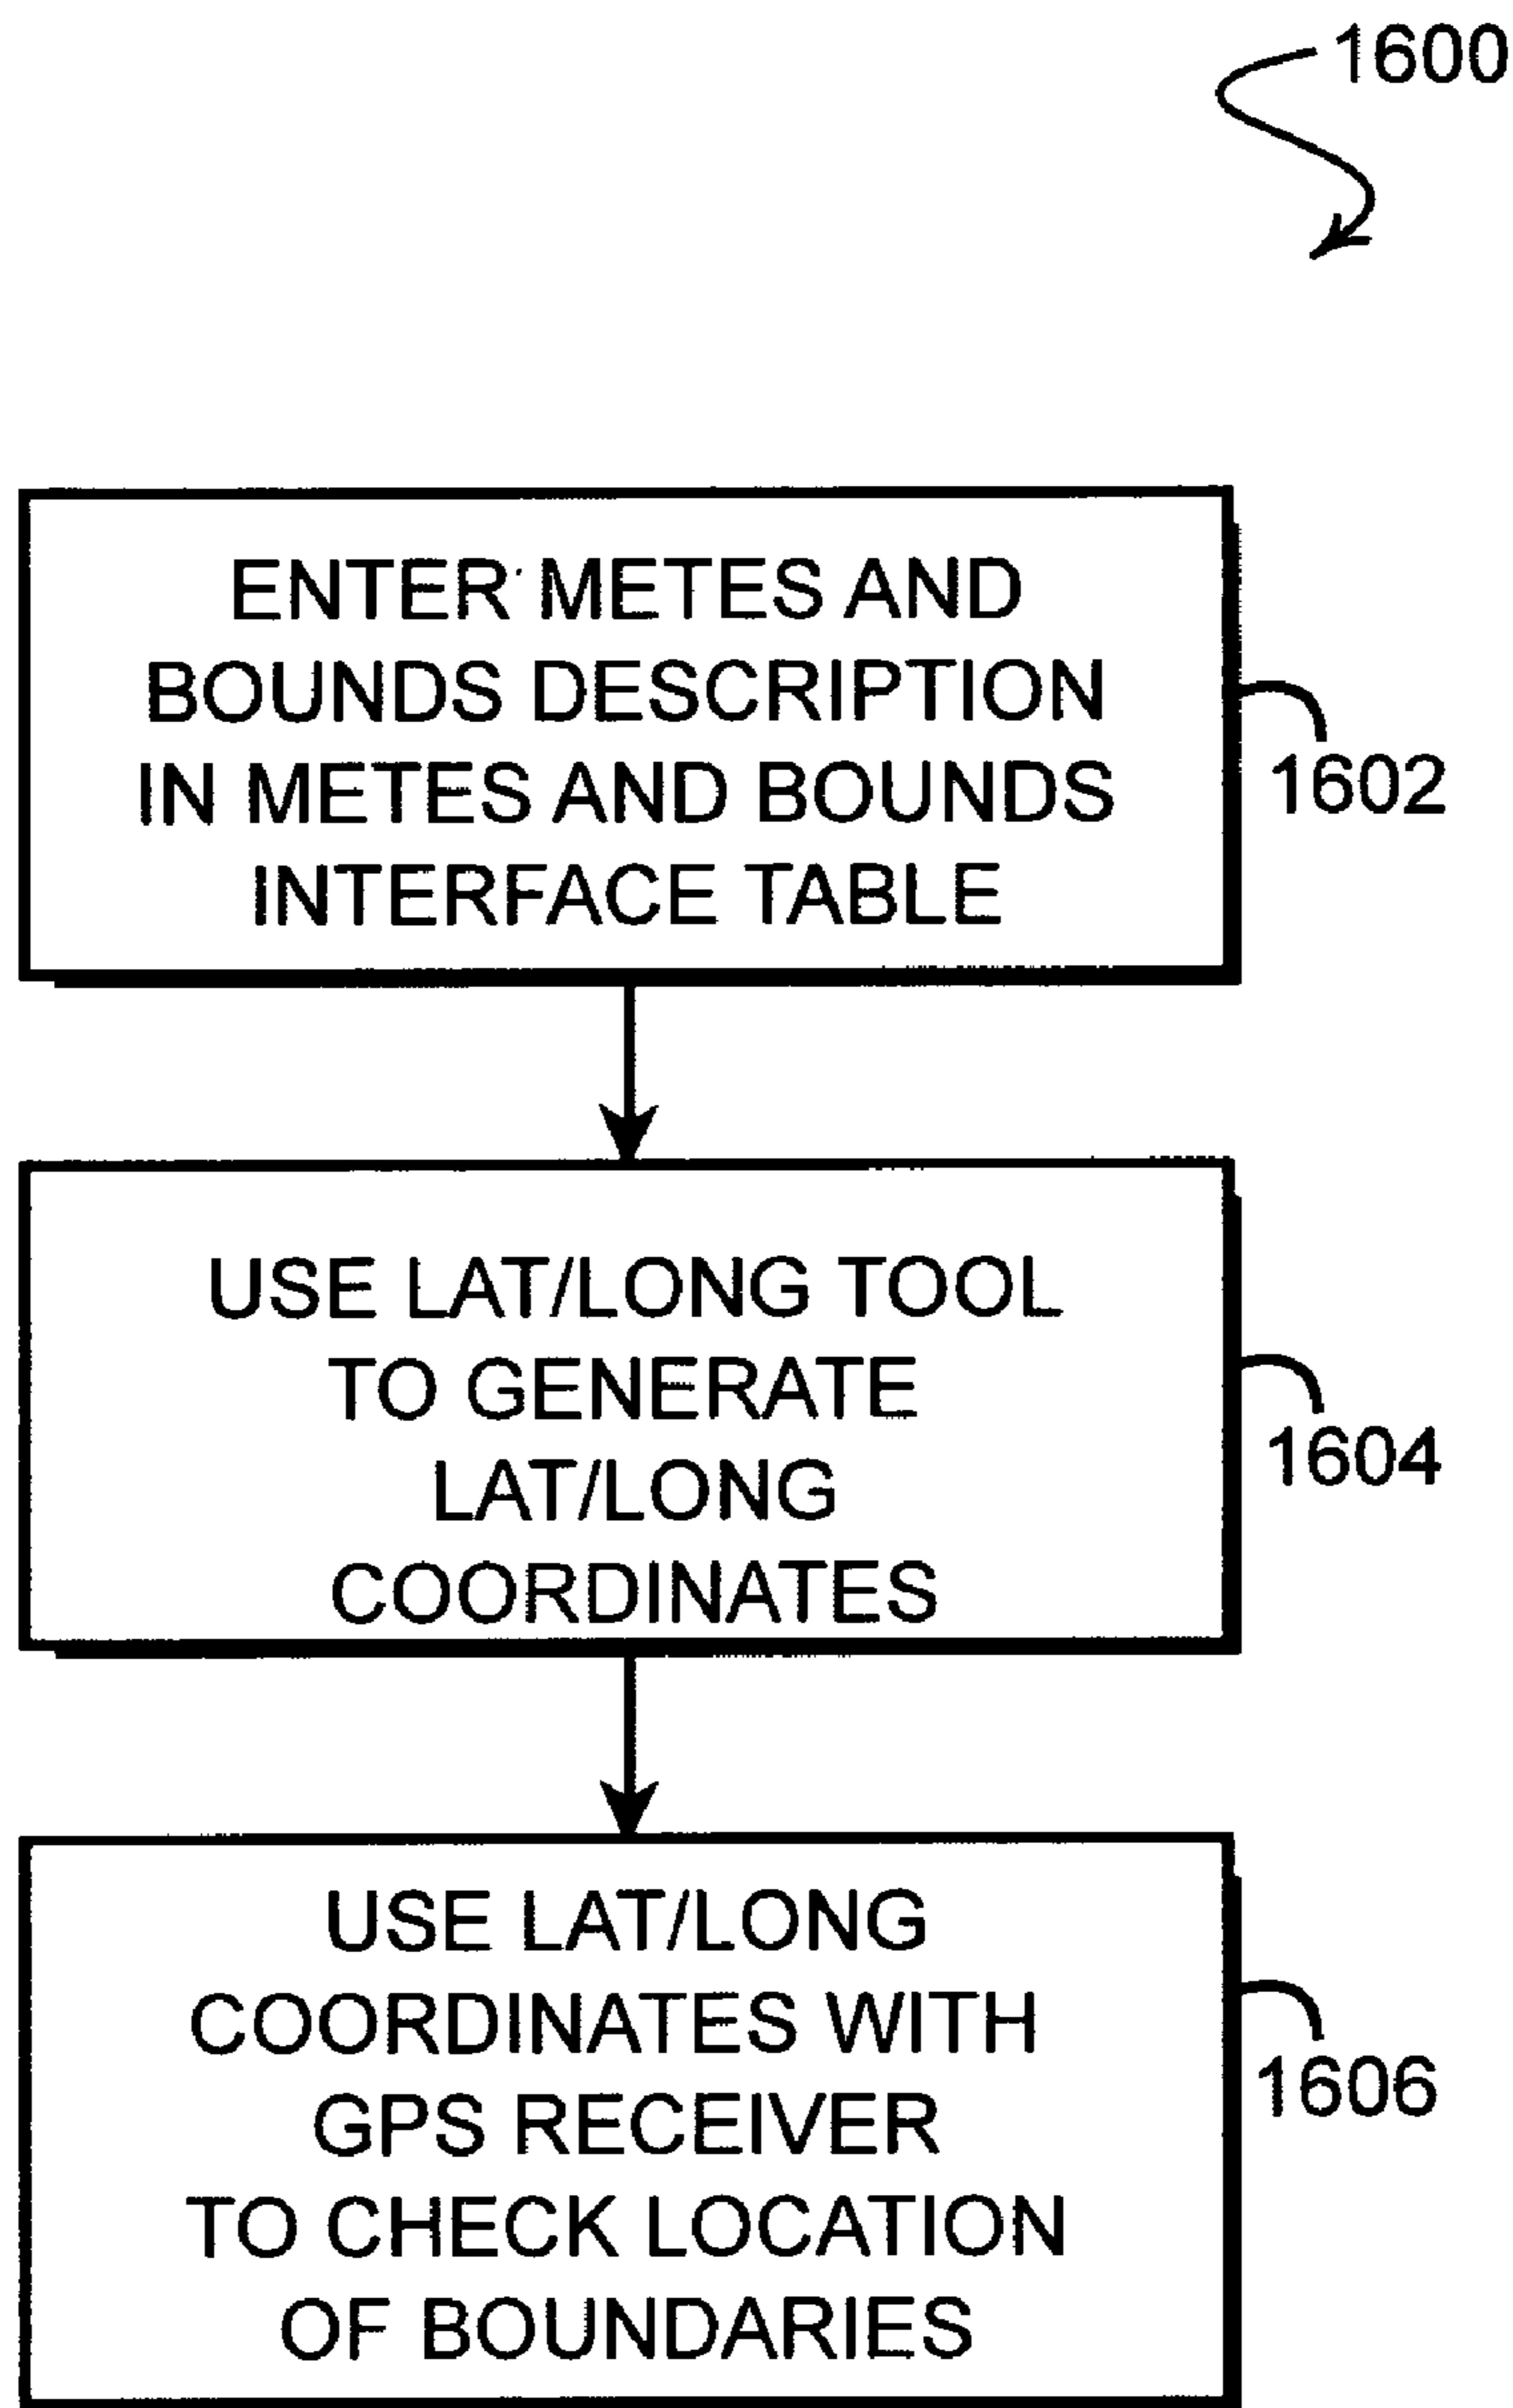 1600
ENTER METES AND
BOUNDS DESCRIPTION
IN METES AND BOUNDS
INTERFACE TABLE
1602
USE LAT/LONG TOOL
TO GENERATE
LAT/LONG
COORDINATES
1604
USE LAT/LONG
COORDINATES WITH
GPS RECEIVER
TO CHECK LOCATION
OF BOUNDARIES
1606